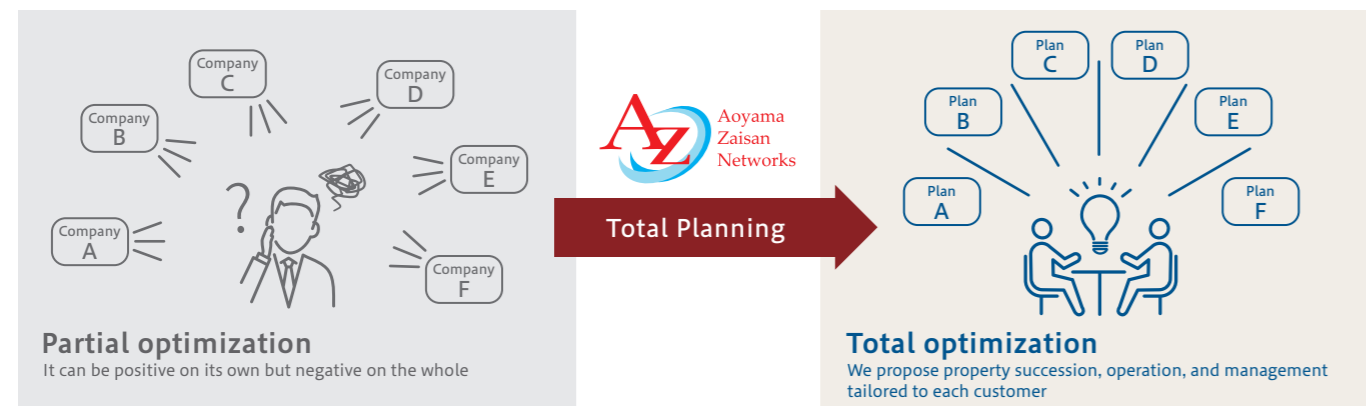 Company
A
Company
B
Company
C
Company
D
Company
E
Company
F
?
Partial optimization
It can be positive on its own but negative on the whole
AZ
Aoyama
Zaisan
Networks
Total Planning
Plan
A
Plan
B
Plan
C
Plan
D
Plan
E
Plan
F
Total optimization
We propose property succession, operation, and management
tailored to each customer